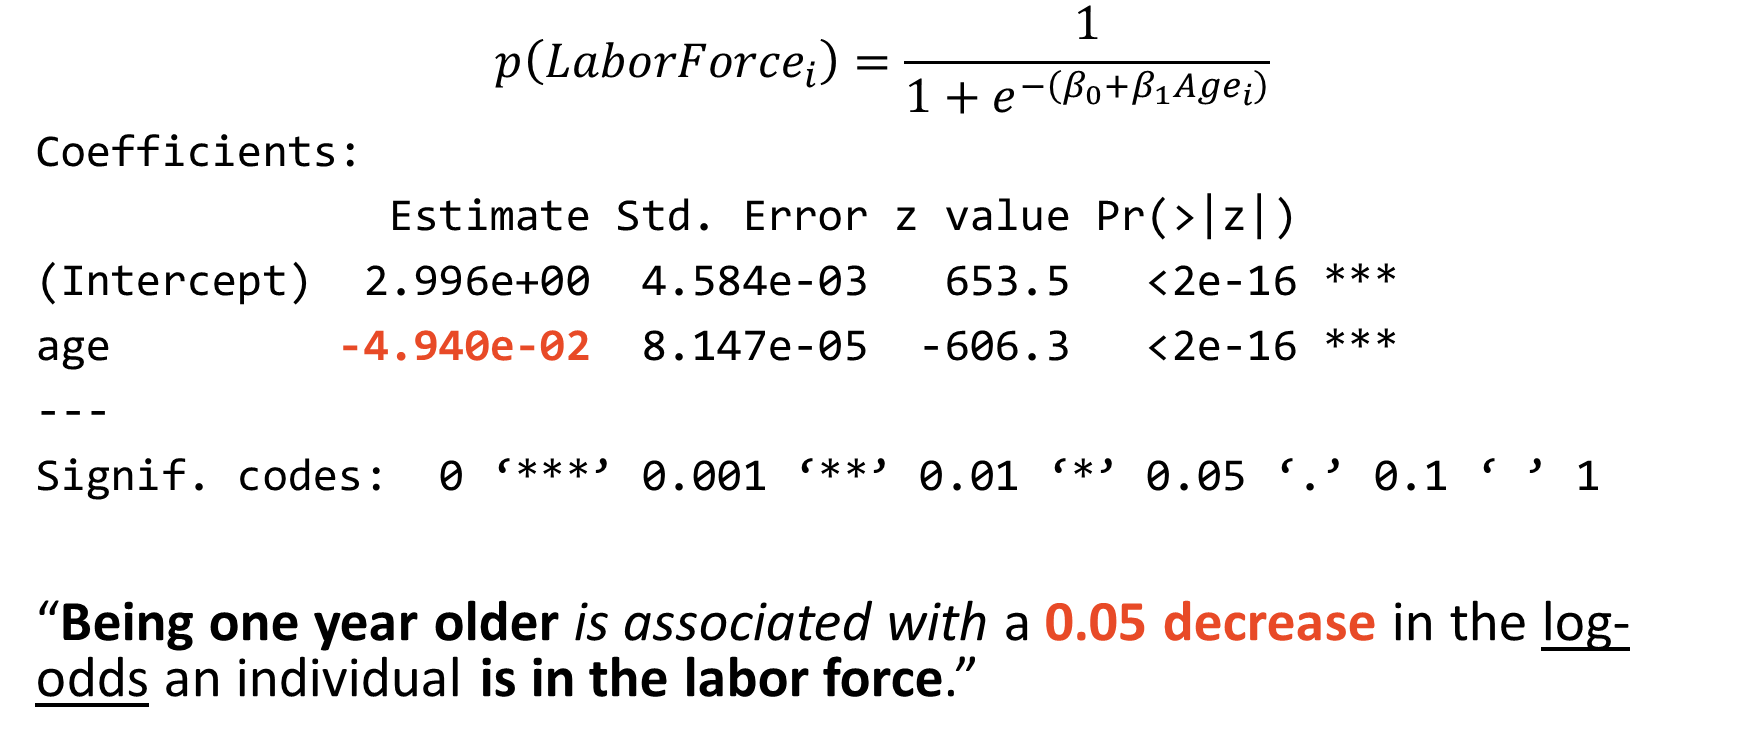 p(LaborForceᵢ) = 1 / (1 + e^−(β₀+β₁Ageᵢ))
Coefficients:
Estimate Std. Error z value Pr(>|z|)
(Intercept) 2.996e+00 4.584e-03 653.5 <2e-16 ***
age -4.940e-02 8.147e-05 -606.3 <2e-16 ***
---
Signif. codes: 0 ‘***’ 0.001 ‘**’ 0.01 ‘*’ 0.05 ‘.’ 0.1 ‘ ’ 1
“Being one year older is associated with a 0.05 decrease in the log-
odds an individual is in the labor force.”